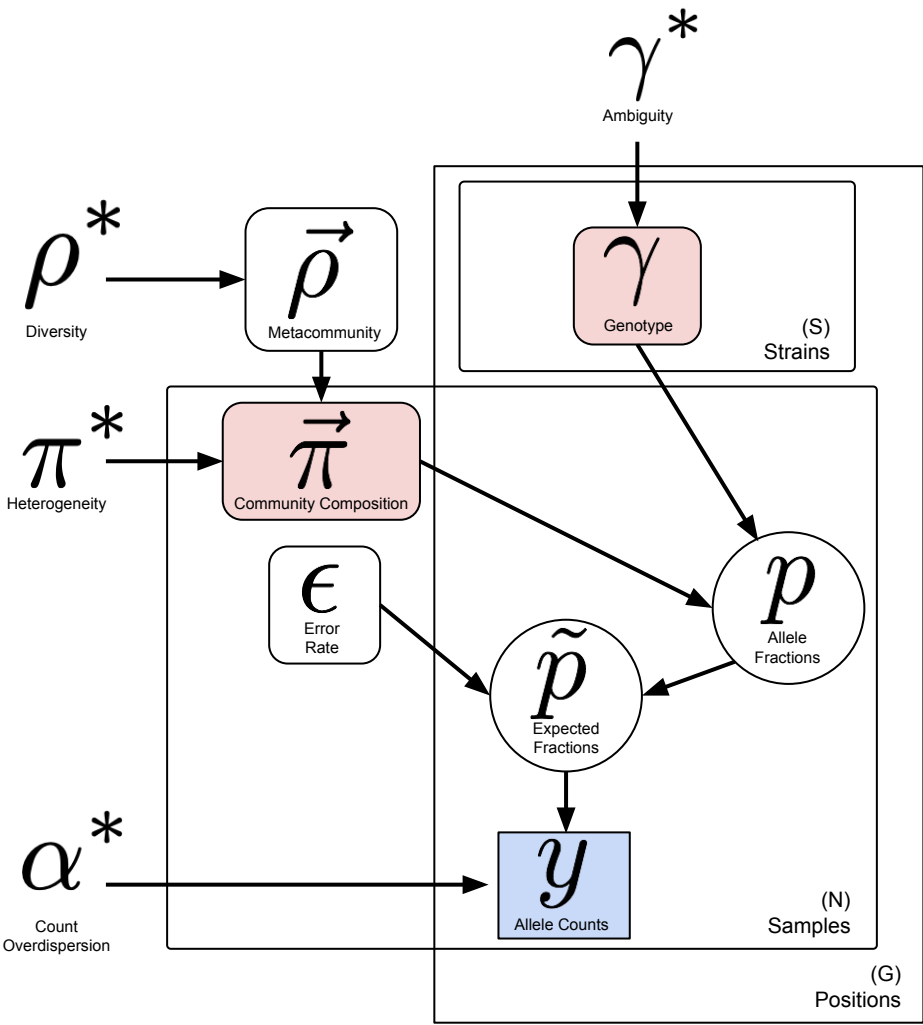 γ*
Ambiguity
ρ*
Diversity
ρ⃗
Metacommunity
γ
Genotype
(S)
Strains
π*
Heterogeneity
π⃗
Community Composition
ϵ
Error
Rate
p
Allele
Fractions
p̃
Expected
Fractions
α*
Count
Overdispersion
y
Allele Counts
(N)
Samples
(G)
Positions